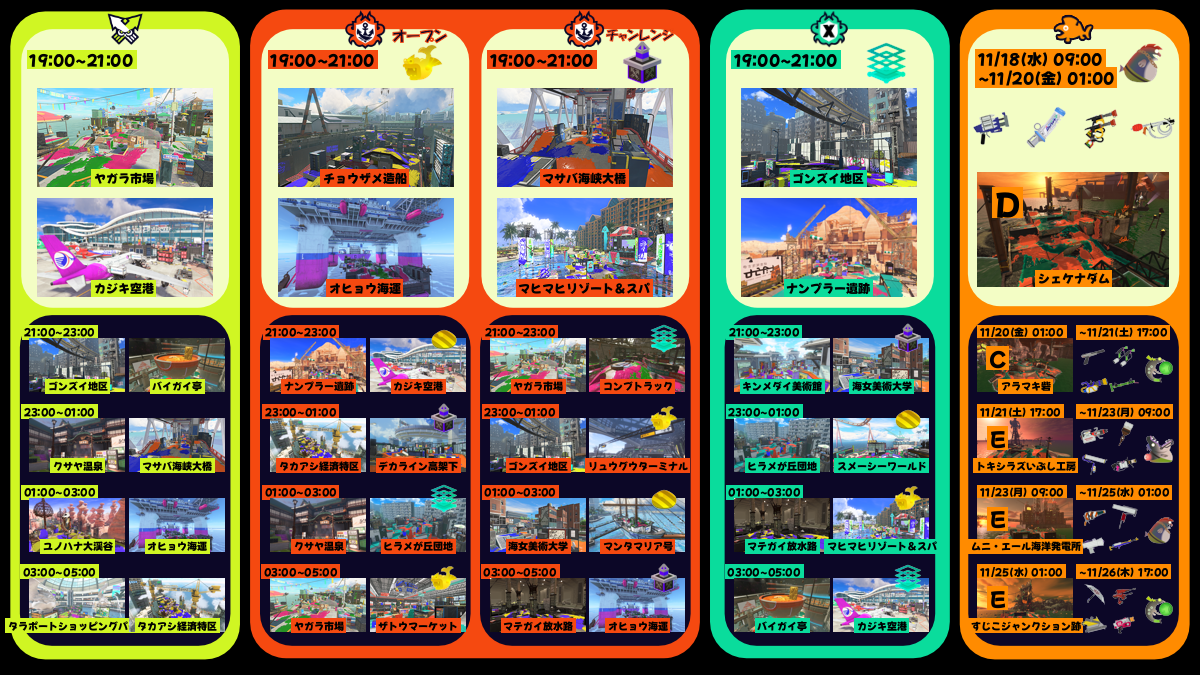 19:00~21:00
ヤガラ市場
カジキ空港
21:00~23:00
ゴンズイ地区
バイガイ亭
23:00~01:00
クサヤ温泉
マサバ海峡大橋
01:00~03:00
ユノハナ大渓谷
オヒョウ海運
03:00~05:00
タラポートショッピングパ
タカアシ経済特区
オープン
19:00~21:00
チョウザメ造船
オヒョウ海運
21:00~23:00
ナンプラー遺跡
カジキ空港
23:00~01:00
タカアシ経済特区
デカライン高架下
01:00~03:00
クサヤ温泉
ヒラメが丘団地
03:00~05:00
ヤガラ市場
ザトウマーケット
チャンレンジ
19:00~21:00
マサバ海峡大橋
マヒマヒリゾート&スパ
21:00~23:00
ヤガラ市場
コンブトラック
23:00~01:00
ゴンズイ地区
リュウグウターミナル
01:00~03:00
海女美術大学
マンタマリア号
03:00~05:00
マテガイ放水路
オヒョウ海運
X
19:00~21:00
ゴンズイ地区
ナンプラー遺跡
21:00~23:00
キンメダイ美術館
海女美術大学
23:00~01:00
ヒラメが丘団地
スメーシーワールド
01:00~03:00
マテガイ放水路
マヒマヒリゾート&スパ
03:00~05:00
バイガイ亭
カジキ空港
11/18(水) 09:00
~11/20(金) 01:00
D
シェケナダム
11/20(金) 01:00
~11/21(土) 17:00
C
アラマキ砦
11/21(土) 17:00
~11/23(月) 09:00
E
トキシラズいぶし工房
11/23(月) 09:00
~11/25(水) 01:00
E
ムニ・エール海洋発電所
11/25(水) 01:00
~11/26(木) 17:00
E
すじこジャンクション跡